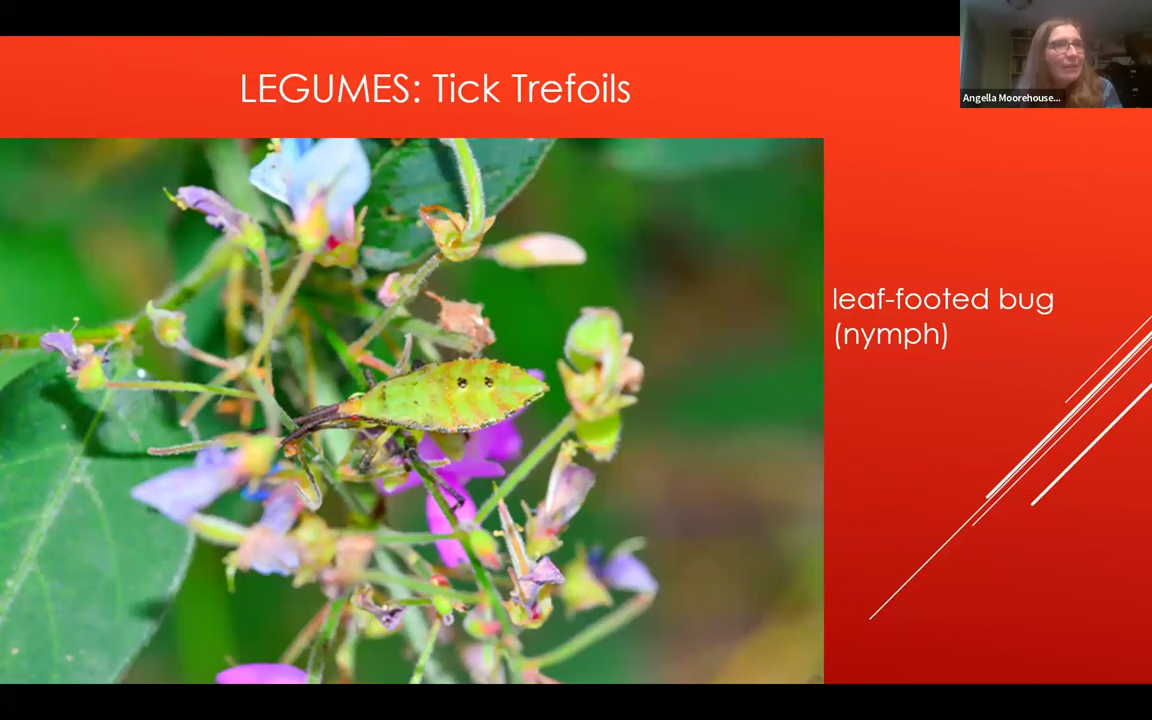 LEGUMES: Tick Trefoils
Angella Moorehouse...
leaf-footed bug
(nymph)